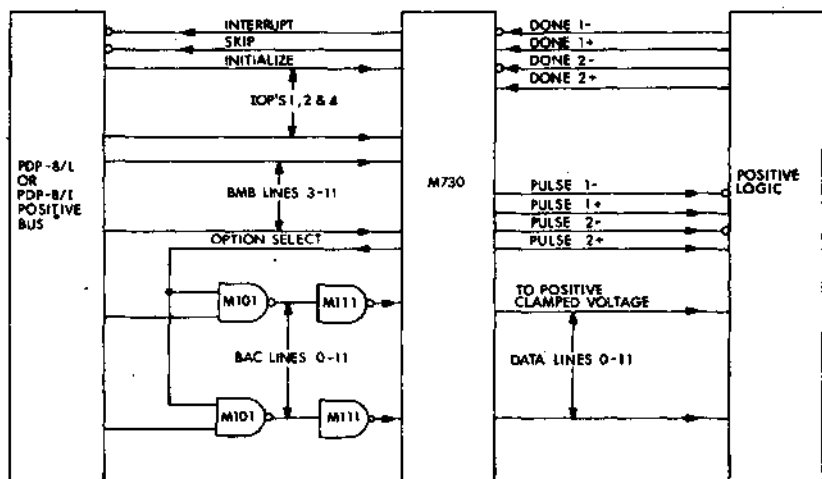 INTERRUPT
SKIP
INITIALIZE
IOP'S 1, 2 & 4
PDP-8/L
OR
PDP-8/I
POSITIVE
BUS
BMB LINES 3-11
OPTION SELECT
M101
M111
BAC LINES 0-11
M101
M111
M730
DONE 1-
DONE 1+
DONE 2-
DONE 2+
PULSE 1-
PULSE 1+
PULSE 2-
PULSE 2+
TO POSITIVE
CLAMPED VOLTAGE
DATA LINES 0-11
POSITIVE
LOGIC